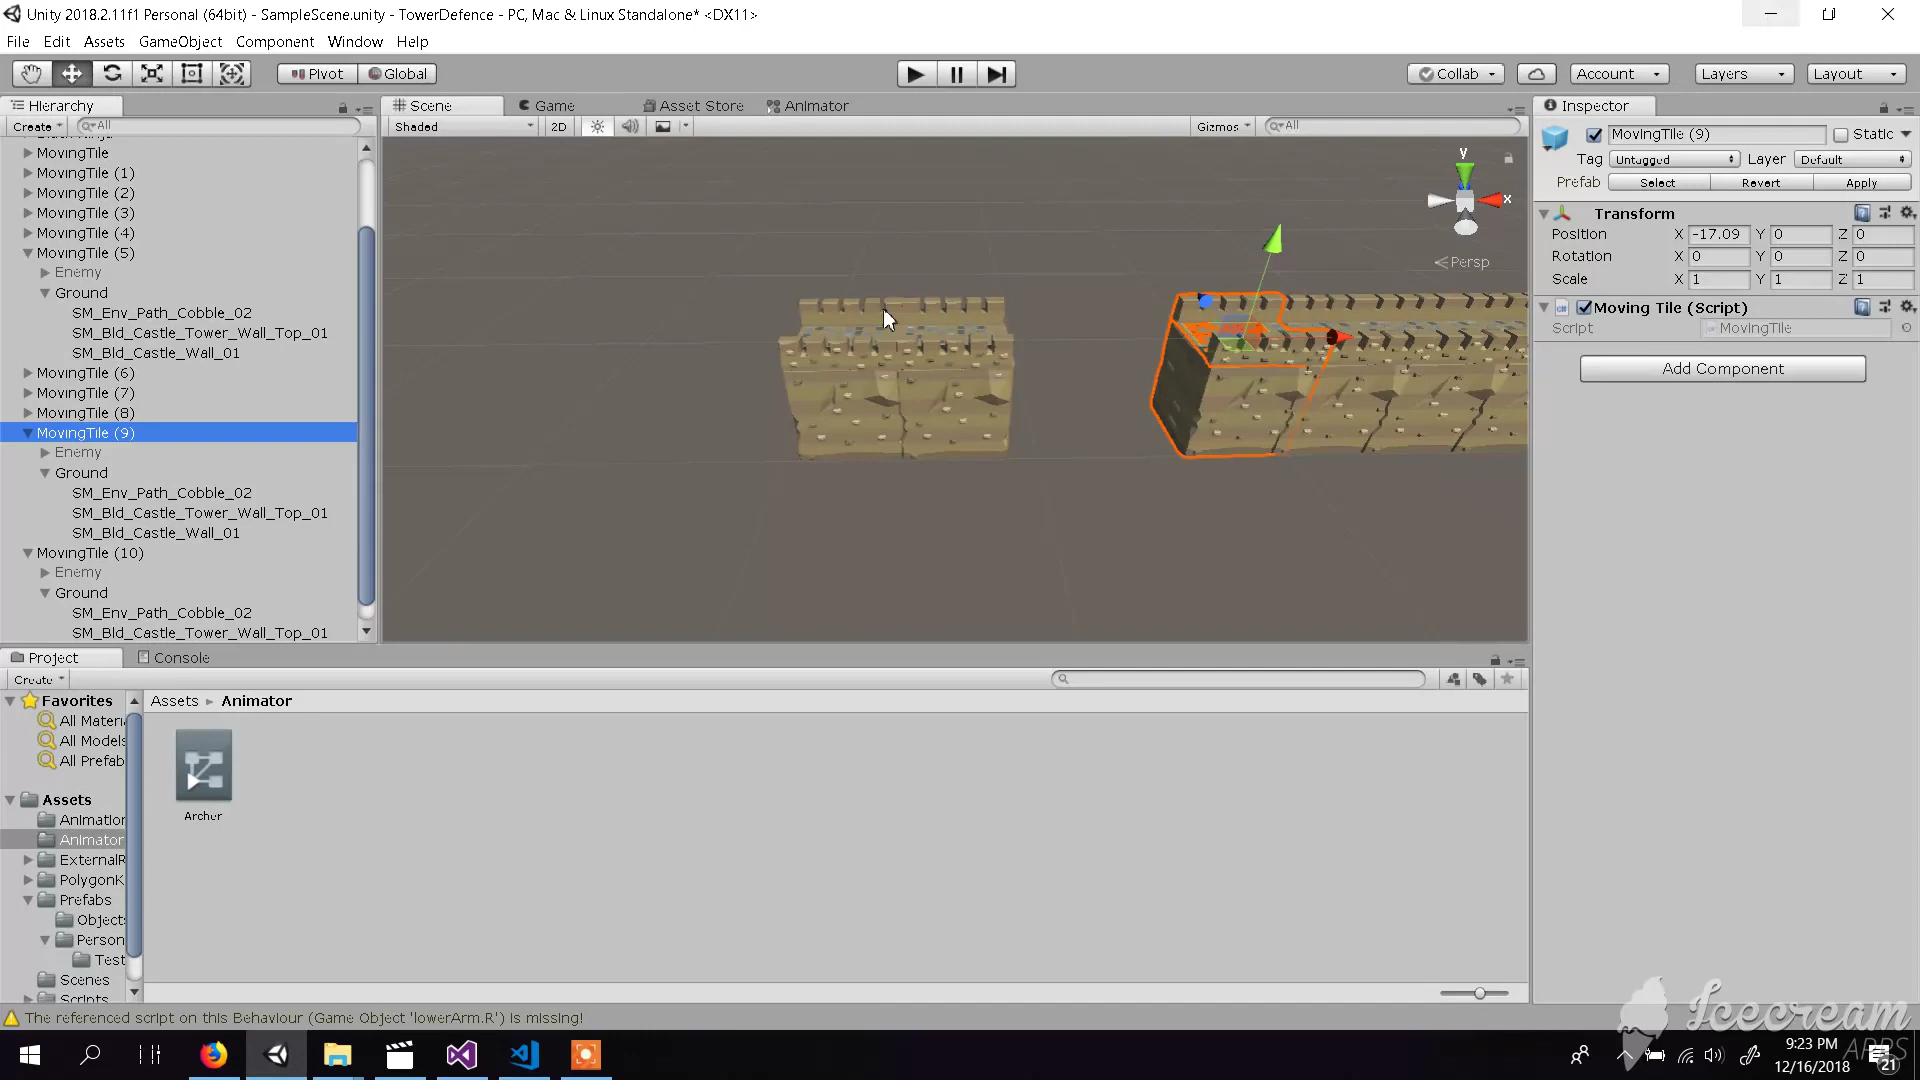 Unity 2018.2.11f1 Personal (64bit) - SampleScene.unity - TowerDefence - PC, Mac & Linux Standalone* <DX11>
File Edit Assets GameObject Component Window Help
Pivot Global Collab Account Layers Layout
Hierarchy Scene Game Asset Store Animator Inspector
Create All Shaded 2D Gizmos All
MovingTile (9) Static
MovingTile
Tag Untagged Layer Default
MovingTile (1)
Prefab Select Revert Apply
MovingTile (2)
MovingTile (3)
Transform
MovingTile (4)
Position X -17.09 Y 0 Z 0
MovingTile (5)
Rotation X 0 Y 0 Z 0
Enemy
Scale X 1 Y 1 Z 1
Ground
Moving Tile (Script)
SM_Env_Path_Cobble_02
Script MovingTile
SM_Bld_Castle_Tower_Wall_Top_01
SM_Bld_Castle_Wall_01
Add Component
y
x
Persp
MovingTile (6)
MovingTile (7)
MovingTile (8)
MovingTile (9)
Enemy
Ground
SM_Env_Path_Cobble_02
SM_Bld_Castle_Tower_Wall_Top_01
SM_Bld_Castle_Wall_01
MovingTile (10)
Enemy
Ground
SM_Env_Path_Cobble_02
SM_Bld_Castle_Tower_Wall_Top_01
Project Console
Create
Favorites
All Materi
All Models
All Prefab
Assets
Animation
Animator
ExternalR
PolygonK
Prefabs
Objects
Person
Test
Scenes
Scripts
Assets Animator
Archer
The referenced script on this Behaviour (Game Object 'lowerArm.R') is missing!
Icecream
APPS
9:23 PM
12/16/2018
21